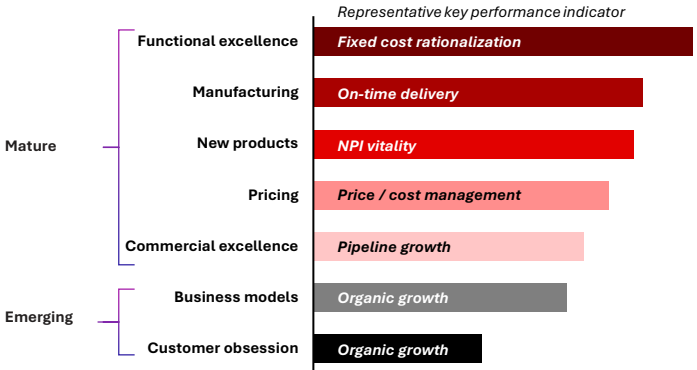 Representative key performance indicator
Functional excellence Fixed cost rationalization
Manufacturing On-time delivery
New products NPI vitality
Mature
Pricing Price / cost management
Commercial excellence Pipeline growth
Business models Organic growth
Emerging
Customer obsession Organic growth